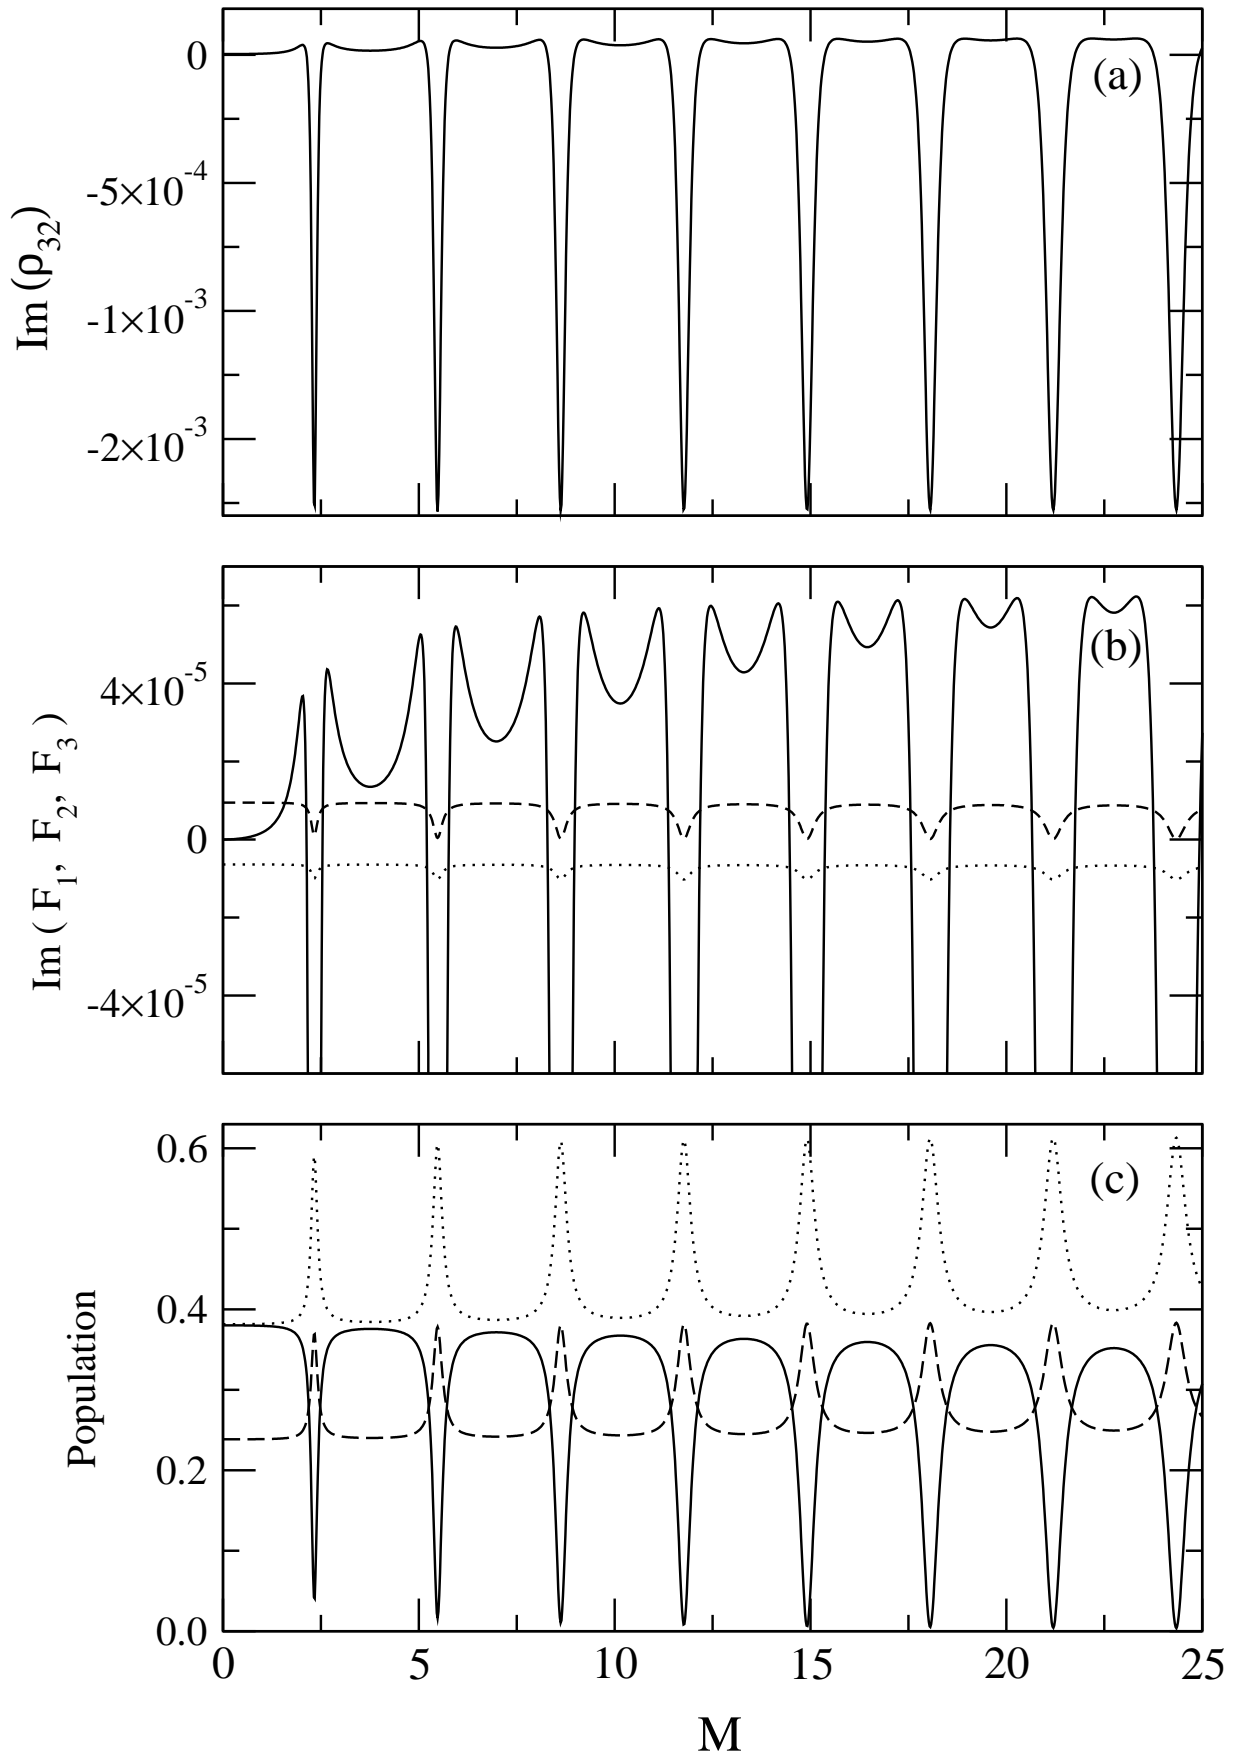 0
(a)
-5×10⁻⁴
Im (ρ₃₂)
-1×10⁻³
-2×10⁻³
(b)
4×10⁻⁵
Im ( F₁, F₂, F₃ )
0
-4×10⁻⁵
0.6
(c)
0.4
Population
0.2
0.0
0 5 10 15 20 25
M